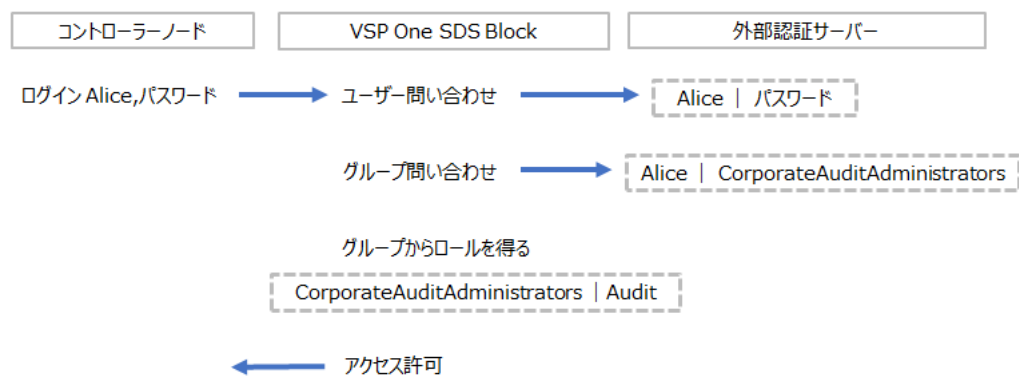 コントローラーノード
VSP One SDS Block
外部認証サーバー
ログイン Alice,パスワード
ユーザー問い合わせ
Alice | パスワード
グループ問い合わせ
Alice | CorporateAuditAdministrators
グループからロールを得る
CorporateAuditAdministrators | Audit
アクセス許可